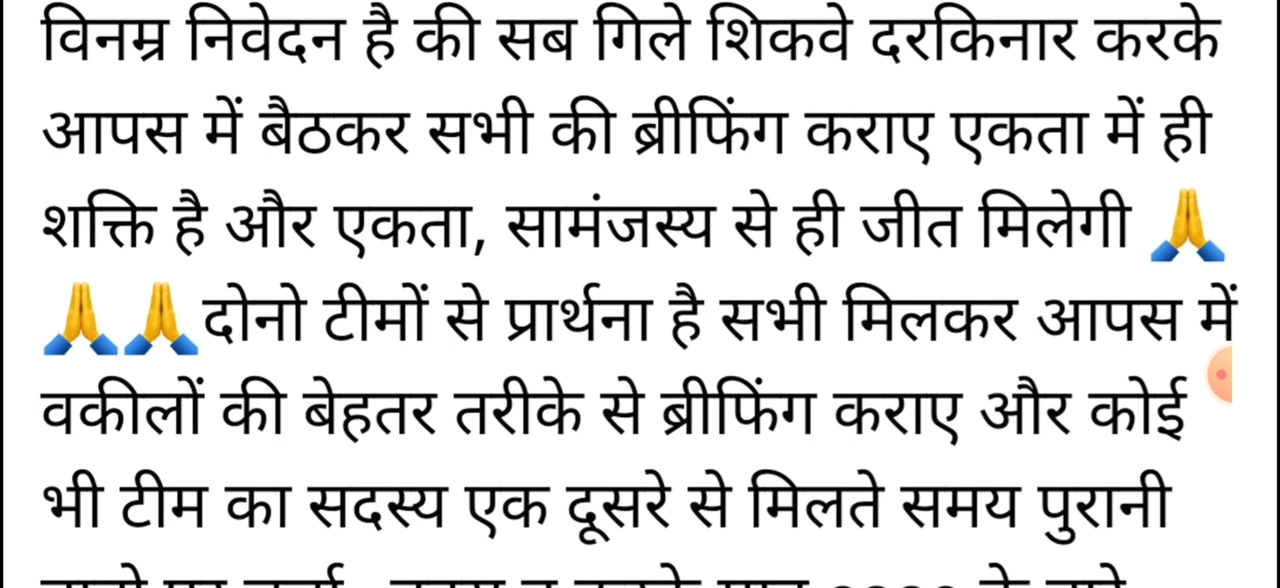 विनम्र निवेदन है की सब गिले शिकवे दरकिनार करके
आपस में बैठकर सभी की ब्रीफिंग कराए एकता में ही
शक्ति है और एकता, सामंजस्य से ही जीत मिलेगी 🙏
🙏🙏दोनो टीमों से प्रार्थना है सभी मिलकर आपस में
वकीलों की बेहतर तरीके से ब्रीफिंग कराए और कोई
भी टीम का सदस्य एक दूसरे से मिलते समय पुरानी